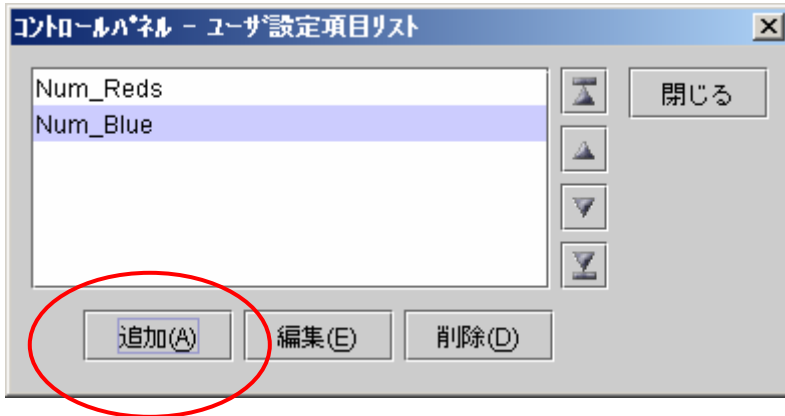 コントロールパネル - ユーザ設定項目リスト
Num_Reds
閉じる
Num_Blue
追加(A)
編集(E)
削除(D)